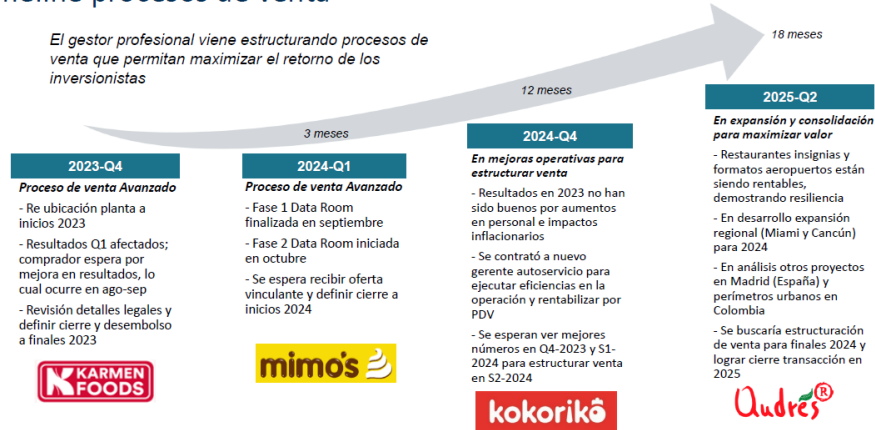 procesos de venta
El gestor profesional viene estructurando procesos de
venta que permitan maximizar el retorno de los
inversionistas
3 meses
12 meses
18 meses
2023-Q4
Proceso de venta Avanzado
- Re ubicación planta a
inicios 2023
- Resultados Q1 afectados;
comprador espera por
mejora en resultados, lo
cual ocurre en ago-sep
- Revisión detalles legales y
definir cierre y desembolso
a finales 2023
KARMEN
FOODS
2024-Q1
Proceso de venta Avanzado
- Fase 1 Data Room
finalizada en septiembre
- Fase 2 Data Room iniciada
en octubre
- Se espera recibir oferta
vinculante y definir cierre a
inicios 2024
mimo's
2024-Q4
En mejoras operativas para
estructurar venta
- Resultados en 2023 no han
sido buenos por aumentos
en personal e impactos
inflacionarios
- Se contrató a nuevo
gerente autoservicio para
ejecutar eficiencias en la
operación y rentabilizar por
PDV
- Se esperan ver mejores
números en Q4-2023 y S1-
2024 para estructurar venta
en S2-2024
kokorikô
2025-Q2
En expansión y consolidación
para maximizar valor
- Restaurantes insignias y
formatos aeropuertos están
siendo rentables,
demostrando resiliencia
- En desarrollo expansión
regional (Miami y Cancún)
para 2024
- En análisis otros proyectos
en Madrid (España) y
perímetros urbanos en
Colombia
- Se buscaría estructuración
de venta para finales 2024 y
lograr cierre transacción en
2025
Andrés®